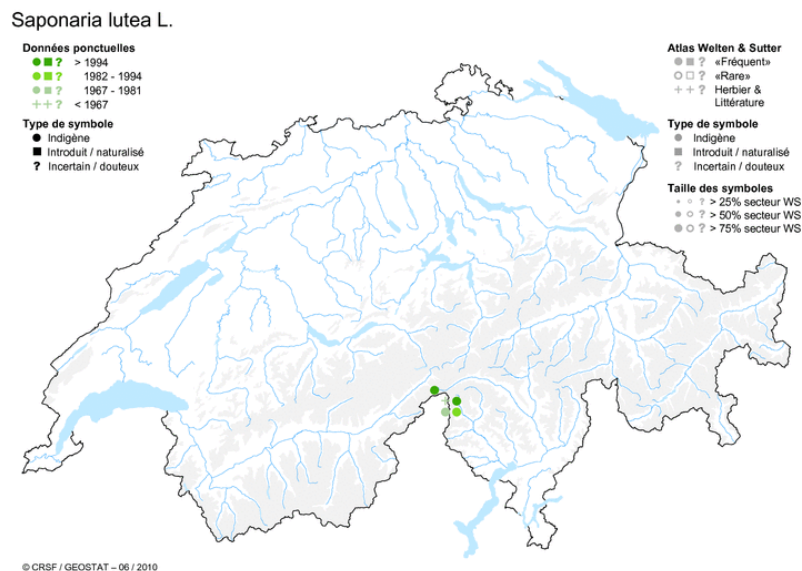 Saponaria lutea L.
Données ponctuelles
? > 1994
? 1982 - 1994
? 1967 - 1981
? < 1967
Type de symbole
Indigène
Introduit / naturalisé
? Incertain / douteux
Atlas Welten & Sutter
? «Fréquent»
? «Rare»
? Herbier &
Littérature
Type de symbole
Indigène
Introduit / naturalisé
? Incertain / douteux
Taille des symboles
? > 25% secteur WS
? > 50% secteur WS
? > 75% secteur WS
© CRSF / GEOSTAT – 06 / 2010